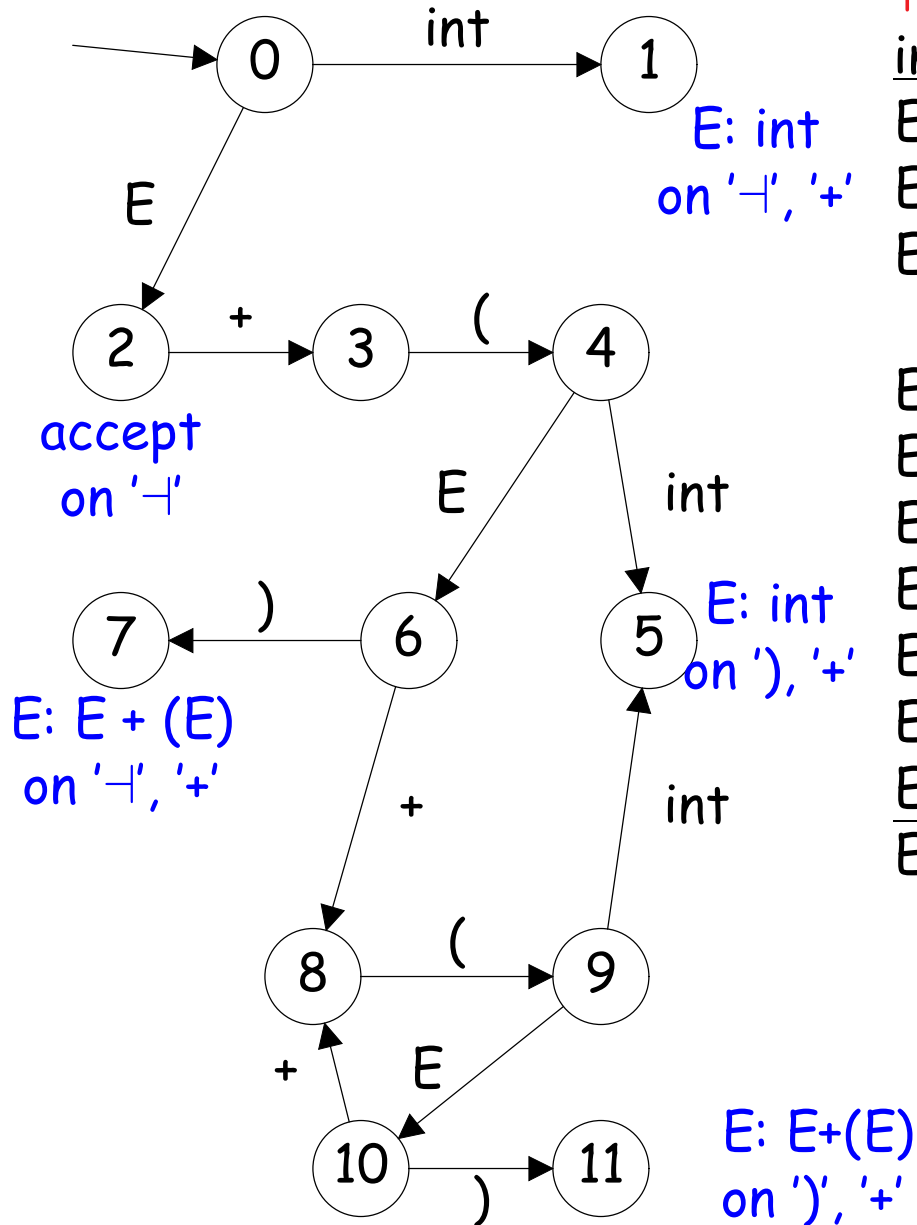 int
0
1
E: int
on '⊣', '+'
E
+
(
2
3
4
accept
on '⊣'
E
int
)
7
6
5
E: int
on '), '+'
E: E + (E)
on '⊣', '+'
+
int
(
8
9
+
E
10
11
)
E: E+(E)
on ')', '+'
E
E
E
E
E
E
E
E
E
E
E